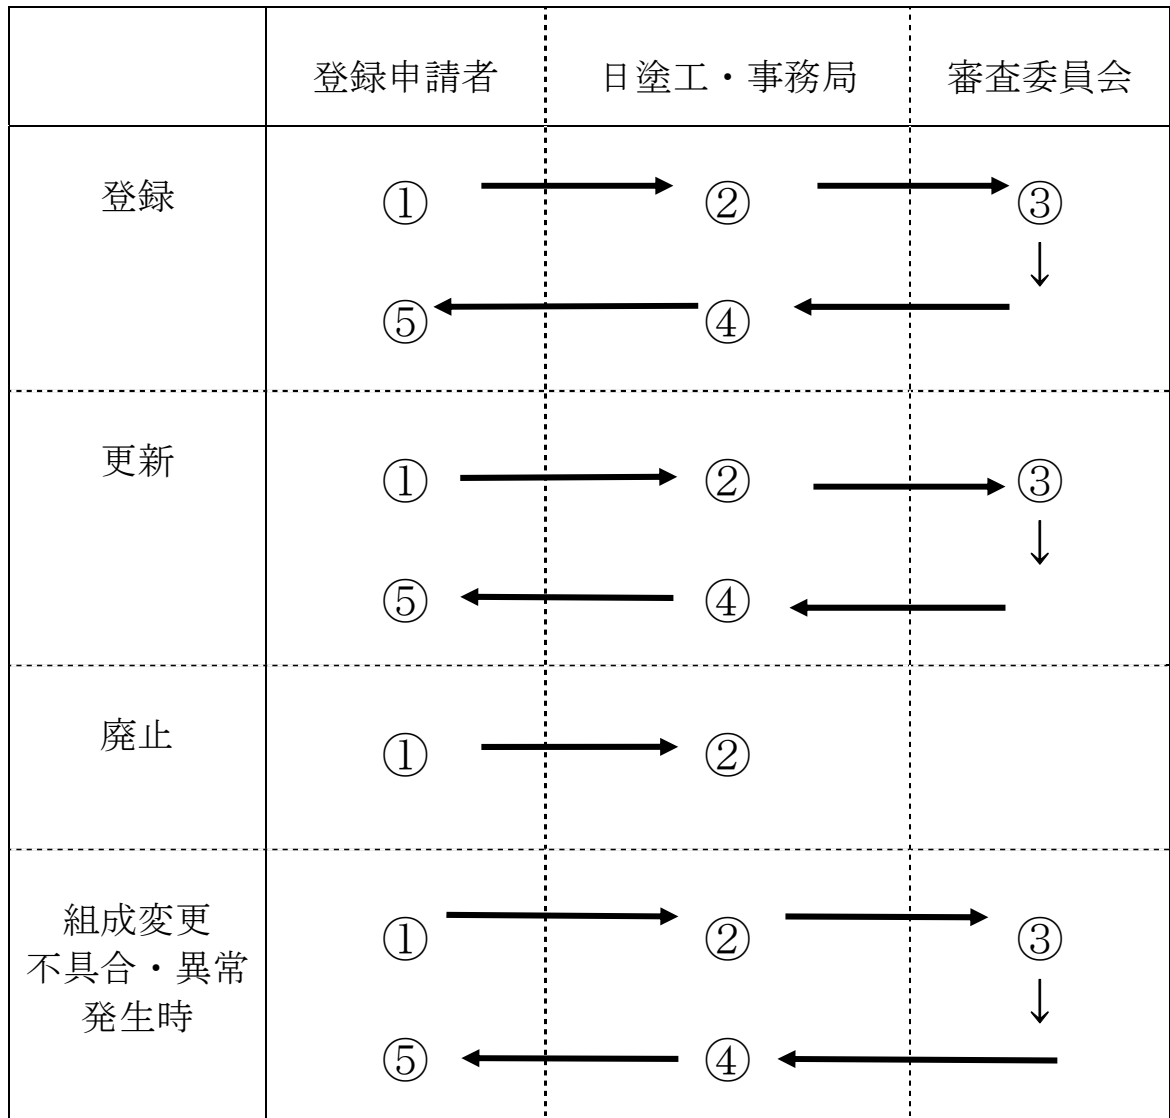 登録申請者 日塗工・事務局 審査委員会
登録
① ② ③
⑤ ④
更新
① ② ③
⑤ ④
廃止
① ②
組成変更
不具合・異常
発生時
① ② ③
⑤ ④